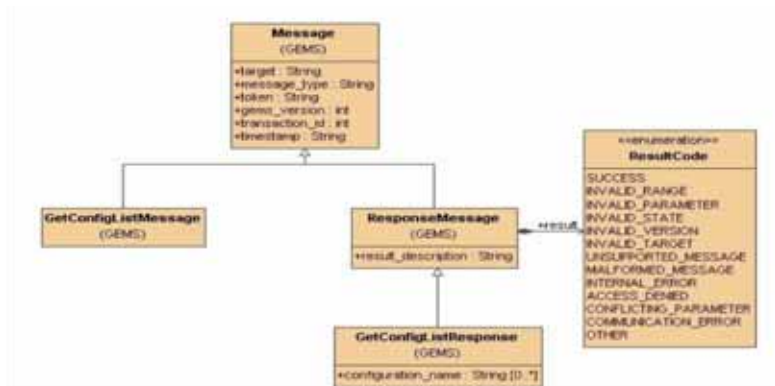 Message
(GEMS)
+target : String
+message_type : String
+token : String
+gems_version : int
+transaction_id : int
+timestamp : String
GetConfigListMessage
(GEMS)
ResponseMessage
(GEMS)
+result_description : String
+result
<<enumeration>>
ResultCode
SUCCESS
INVALID_RANGE
INVALID_PARAMETER
INVALID_STATE
INVALID_VERSION
INVALID_TARGET
UNSUPPORTED_MESSAGE
MALFORMED_MESSAGE
INTERNAL_ERROR
ACCESS_DENIED
CONFLICTING_PARAMETER
COMMUNICATION_ERROR
OTHER
GetConfigListResponse
(GEMS)
+configuration_name : String [0..*]